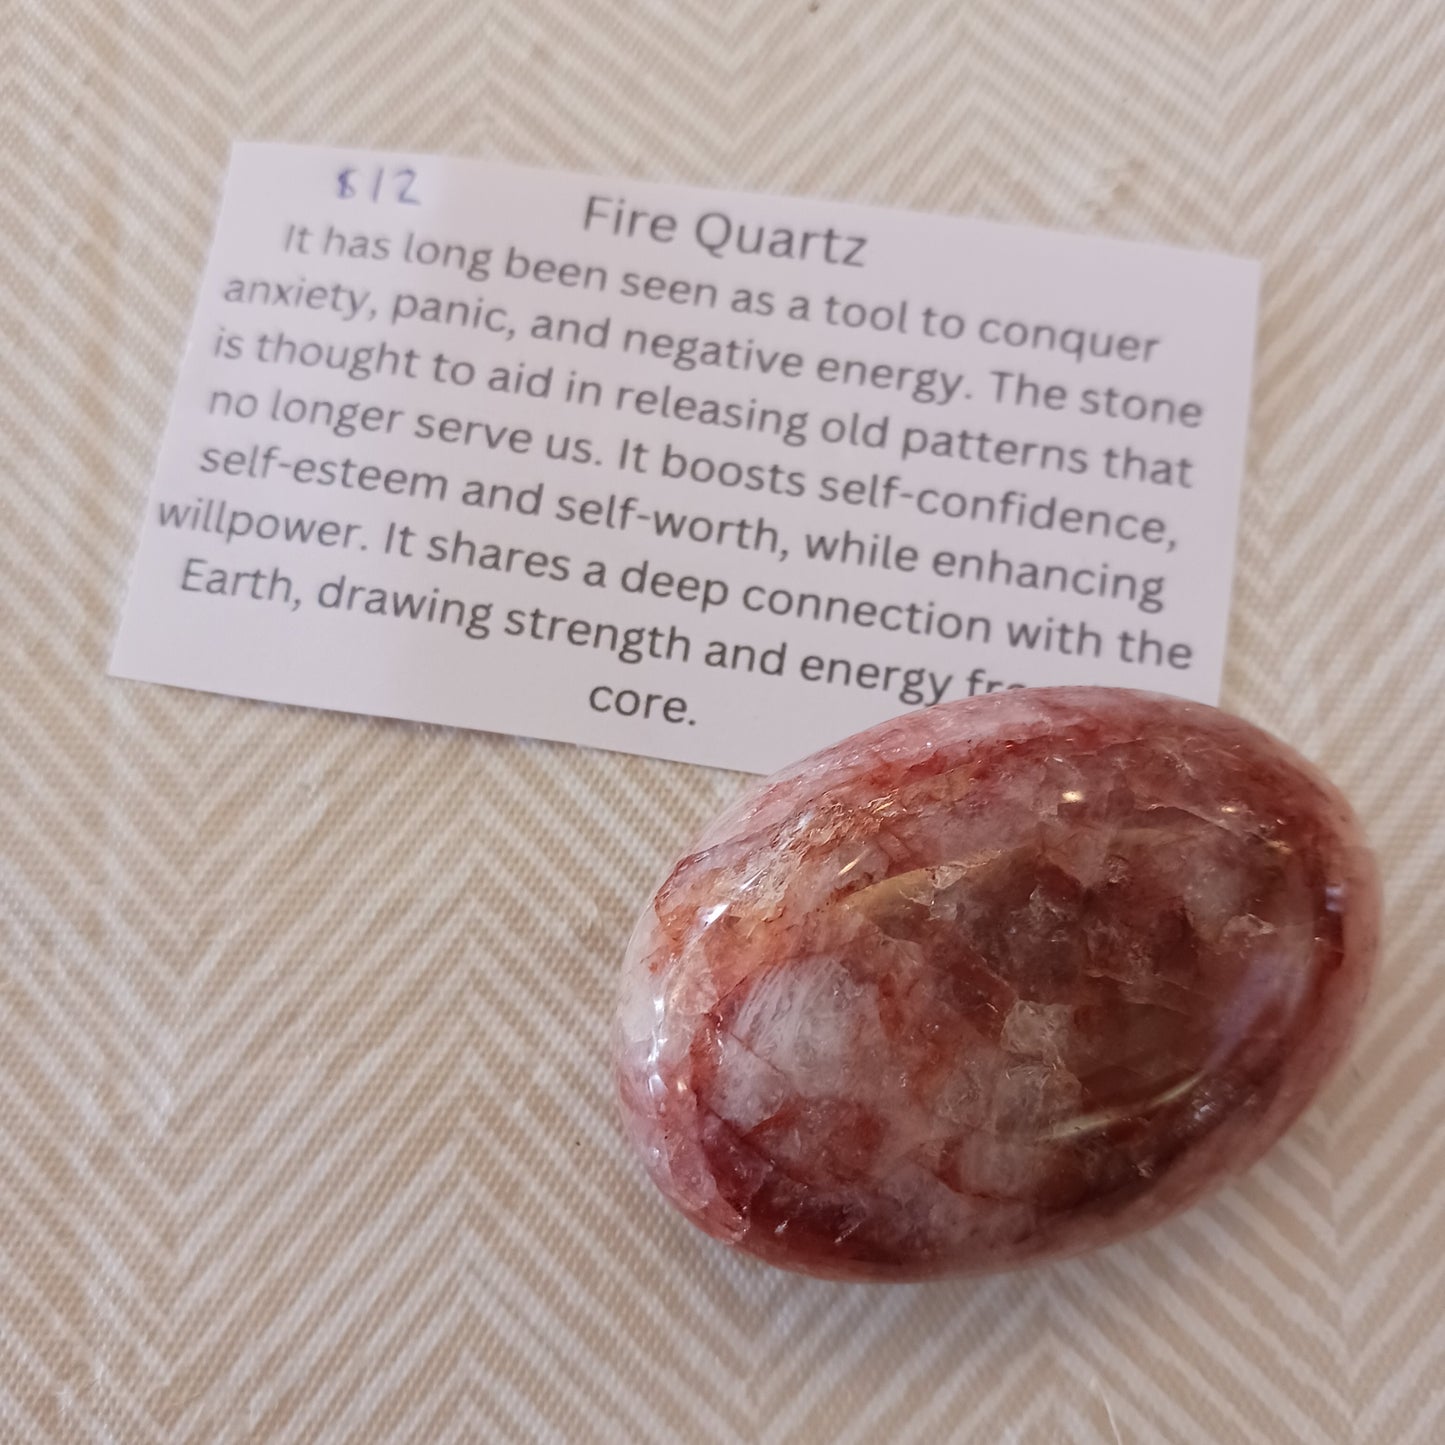 $12
Fire Quartz
It has long been seen as a tool to conquer
anxiety, panic, and negative energy. The stone
is thought to aid in releasing old patterns that
no longer serve us. It boosts self-confidence,
self-esteem and self-worth, while enhancing
willpower. It shares a deep connection with the
Earth, drawing strength and energy
core.